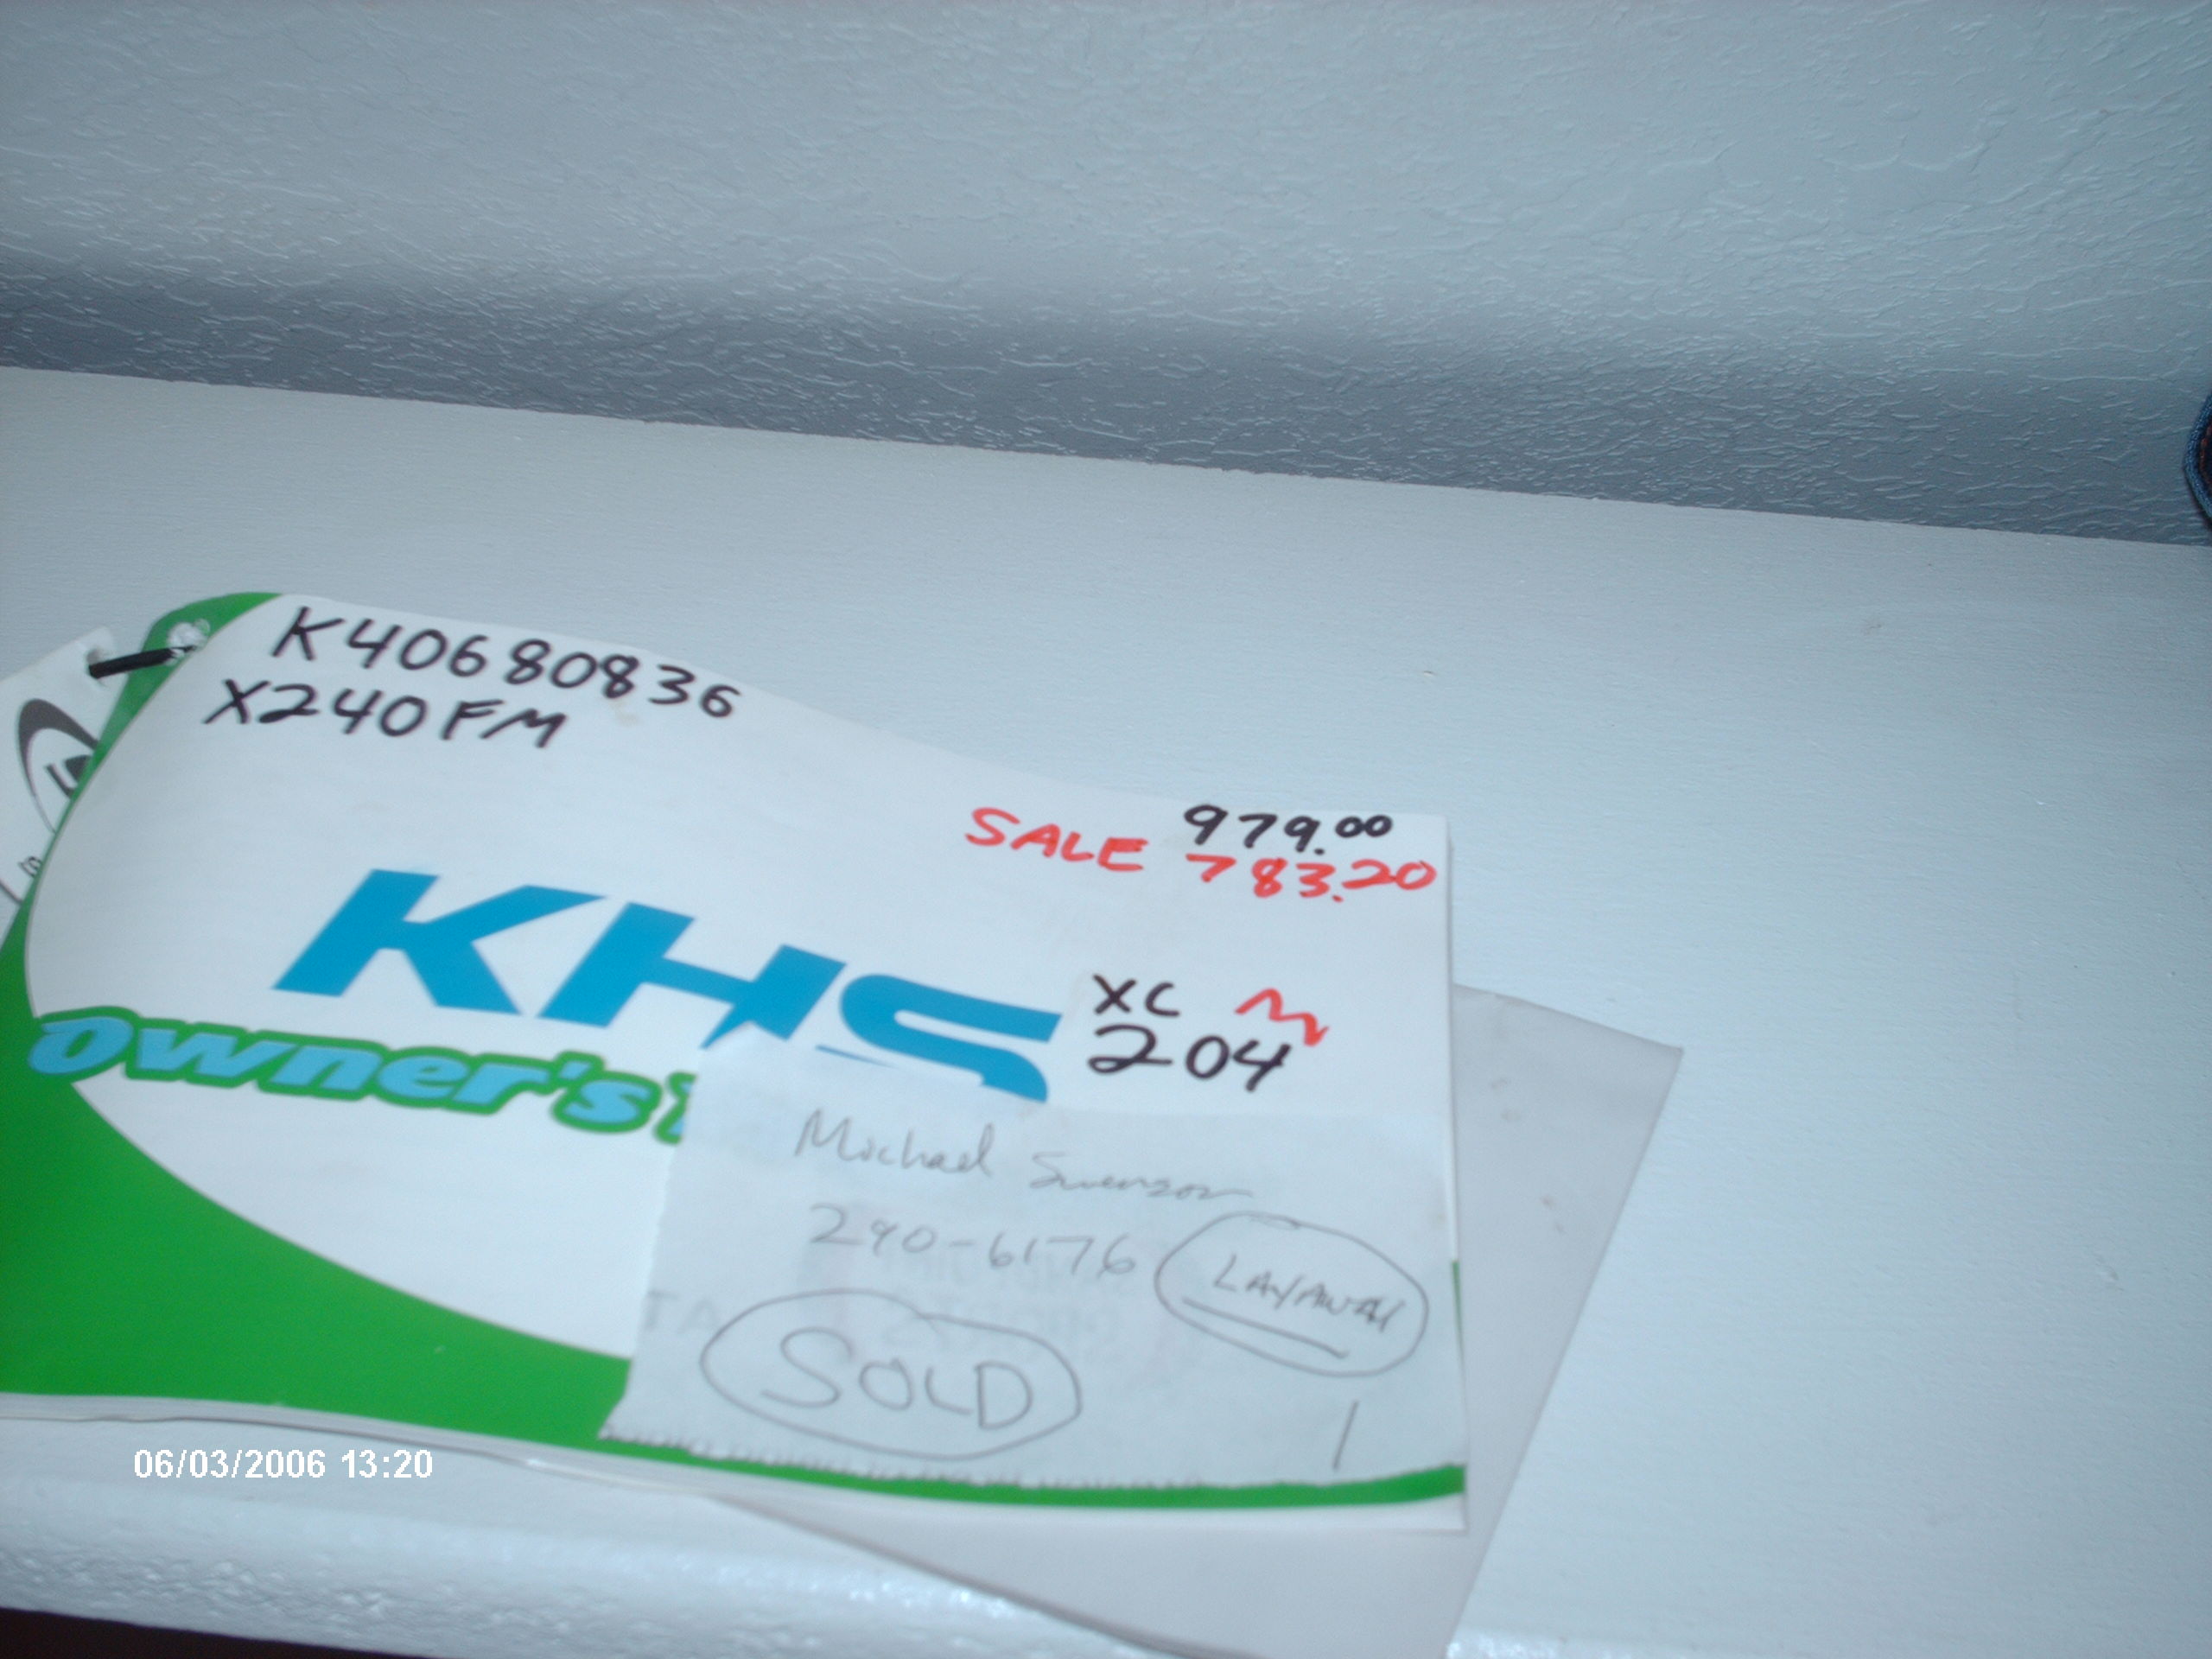 K40680836
X240FM
979.00
SALE 783.20
KHS
XC M
204
Owner's
Michael Swenson
290-6176
LAYAWAY
SOLD
06/03/2006 13:20